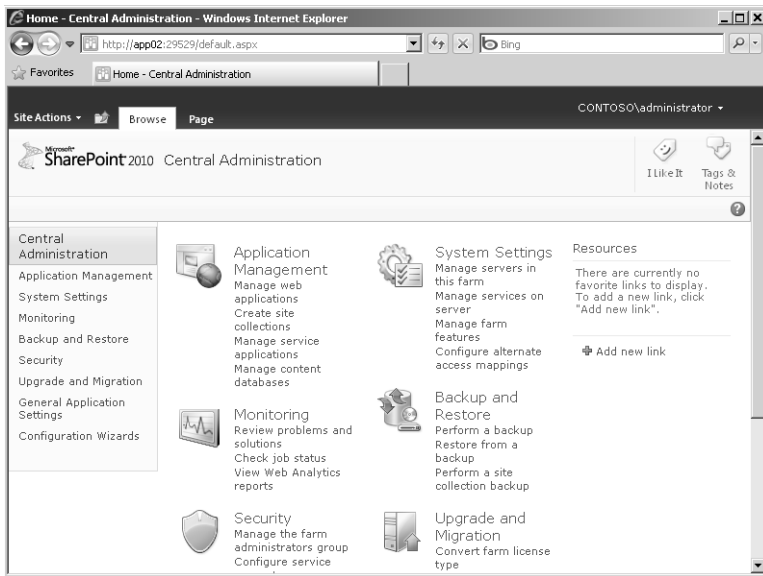 Home - Central Administration - Windows Internet Explorer
http://app02:29529/default.aspx
Bing
Favorites
Home - Central Administration
Site Actions
Browse
Page
CONTOSO\administrator
Microsoft
SharePoint 2010
Central Administration
I Like It
Tags &
Notes
Central
Administration
Application Management
System Settings
Monitoring
Backup and Restore
Security
Upgrade and Migration
General Application
Settings
Configuration Wizards
Application
Management
Manage web
applications
Create site
collections
Manage service
applications
Manage content
databases
Monitoring
Review problems and
solutions
Check job status
View Web Analytics
reports
Security
Manage the farm
administrators group
Configure service
System Settings
Manage servers in
this farm
Manage services on
server
Manage farm
features
Configure alternate
access mappings
Backup and
Restore
Perform a backup
Restore from a
backup
Perform a site
collection backup
Upgrade and
Migration
Convert farm license
type
Resources
There are currently no
favorite links to display.
To add a new link, click
"Add new link".
Add new link